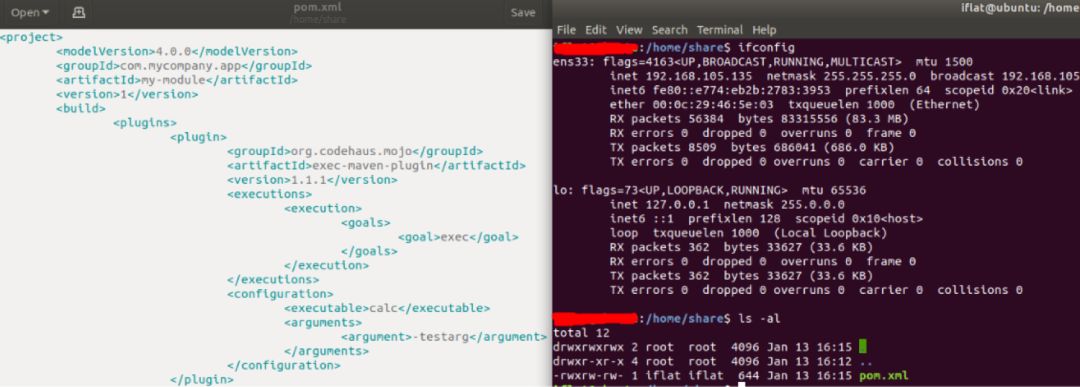 Open
pom.xml
/home/share
Save
<project>
<modelVersion>4.0.0</modelVersion>
<groupId>com.mycompany.app</groupId>
<artifactId>my-module</artifactId>
<version>1</version>
<build>
<plugins>
<plugin>
<groupId>org.codehaus.mojo</groupId>
<artifactId>exec-maven-plugin</artifactId>
<version>1.1.1</version>
<executions>
<execution>
<goals>
<goal>exec</goal>
</goals>
</execution>
</executions>
<configuration>
<executable>calc</executable>
<arguments>
<argument>-testarg</argument>
</arguments>
</configuration>
</plugin>
iflat@ubuntu: /home
File Edit View Search Terminal Help
:/home/share$ ifconfig
ens33: flags=4163<UP,BROADCAST,RUNNING,MULTICAST>  mtu 1500
inet 192.168.105.135  netmask 255.255.255.0  broadcast 192.168.105
inet6 fe80::e774:eb2b:2783:3953  prefixlen 64  scopeid 0x20<link>
ether 00:0c:29:46:5e:03  txqueuelen 1000  (Ethernet)
RX packets 56384  bytes 83315556 (83.3 MB)
RX errors 0  dropped 0  overruns 0  frame 0
TX packets 8509  bytes 686041 (686.0 KB)
TX errors 0  dropped 0 overruns 0  carrier 0  collisions 0
lo: flags=73<UP,LOOPBACK,RUNNING>  mtu 65536
inet 127.0.0.1  netmask 255.0.0.0
inet6 ::1  prefixlen 128  scopeid 0x10<host>
loop  txqueuelen 1000  (Local Loopback)
RX packets 362  bytes 33627 (33.6 KB)
RX errors 0  dropped 0  overruns 0  frame 0
TX packets 362  bytes 33627 (33.6 KB)
TX errors 0  dropped 0 overruns 0  carrier 0  collisions 0
:/home/share$ ls -al
total 12
drwxrwxrwx 2 root  root  4096 Jan 13 16:15 .
drwxr-xr-x 4 root  root  4096 Jan 13 16:12 ..
-rwxrw-rw- 1 iflat iflat  644 Jan 13 16:15 pom.xml